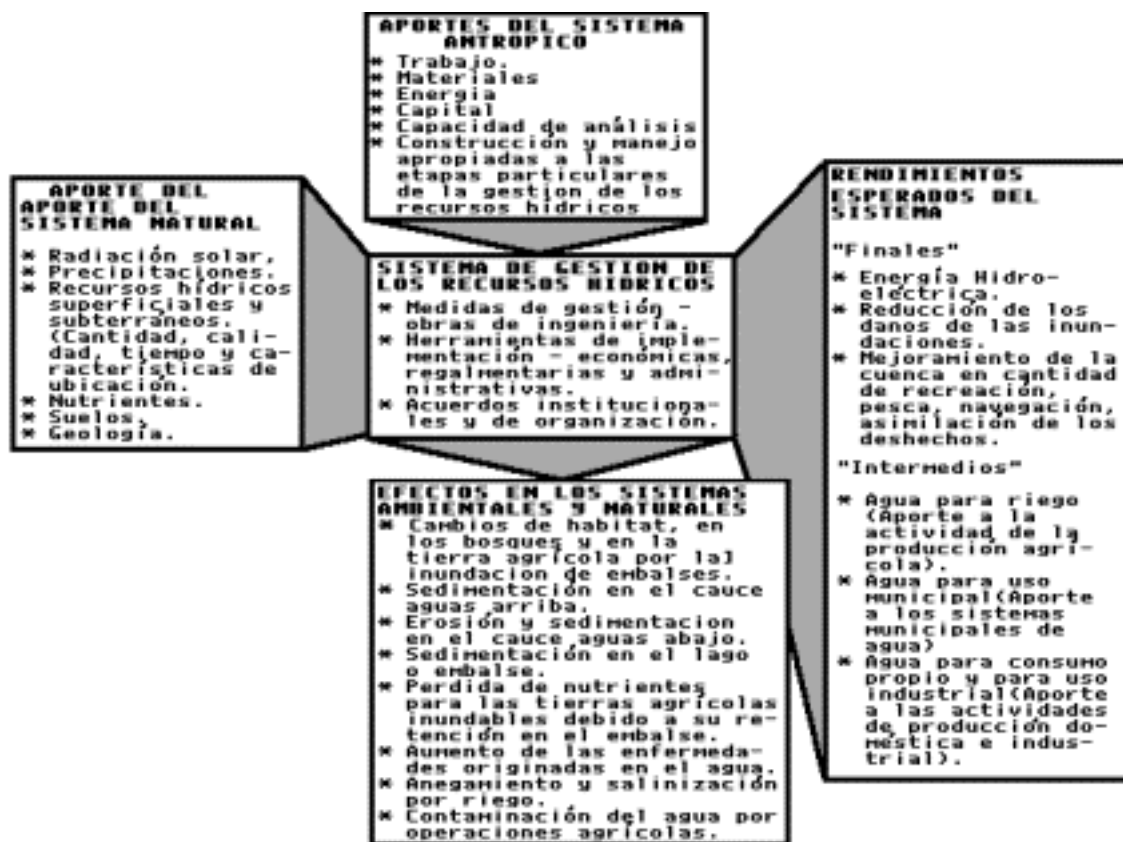 APORTES DEL SISTEMA
ANTROPICO
* Trabajo.
* Materiales
* Energia
* Capital
* Capacidad de análisis
* Construcción y manejo
apropiadas a las
etapas particulares
de la gestion de los
recursos hídricos
APORTE DEL
APORTE DEL
SISTEMA NATURAL
* Radiación solar,
* Precipitaciones.
* Recursos hídricos
superficiales y
subterráneos.
(Cantidad, cali-
dad, tiempo y ca-
racterísticas de
ubicación.
* Nutrientes.
* Suelos.
* Geología.
SISTEMA DE GESTION DE
LOS RECURSOS HIDRICOS
* Medidas de gestión -
obras de ingeniería.
* Herramientas de imple-
mentación - económicas,
regalmentarias y admi-
nistrativas.
* Acuerdos instituciona-
les y de organización.
EFECTOS EN LOS SISTEMAS
AMBIENTALES Y NATURALES
* Cambios de habitat, en
los bosques y en la
tierra agrícola por la]
inundacion de embalses.
* Sedimentación en el cauce
aguas arriba.
* Erosión y sedimentacion
en el cauce aguas abajo.
* Sedimentación en el lago
o embalse.
* Perdida de nutrientes
para las tierras agrícolas
inundables debido a su re-
tención en el embalse.
* Aumento de las enfermeda-
des originadas en el agua.
* Anegamiento y salinización
por riego.
* Contaminación del agua por
operaciones agrícolas.
RENDIMIENTOS
ESPERADOS DEL
SISTEMA
"Finales"
* Energía Hidro-
eléctrica.
* Reducción de los
danos de las inun-
daciones.
* Mejoramiento de la
cuenca en cantidad
de recreación,
pesca, navegación,
asimilación de los
deshechos.
"Intermedios"
* Agua para riego
(Aporte a la
actividad de la
producción agrí-
cola).
* Agua para uso
municipal(Aporte
a los sistemas
municipales de
agua)
* Agua para consumo
propio y para uso
industrial(Aporte
a las actividades
de producción do-
méstica e indus-
trial).